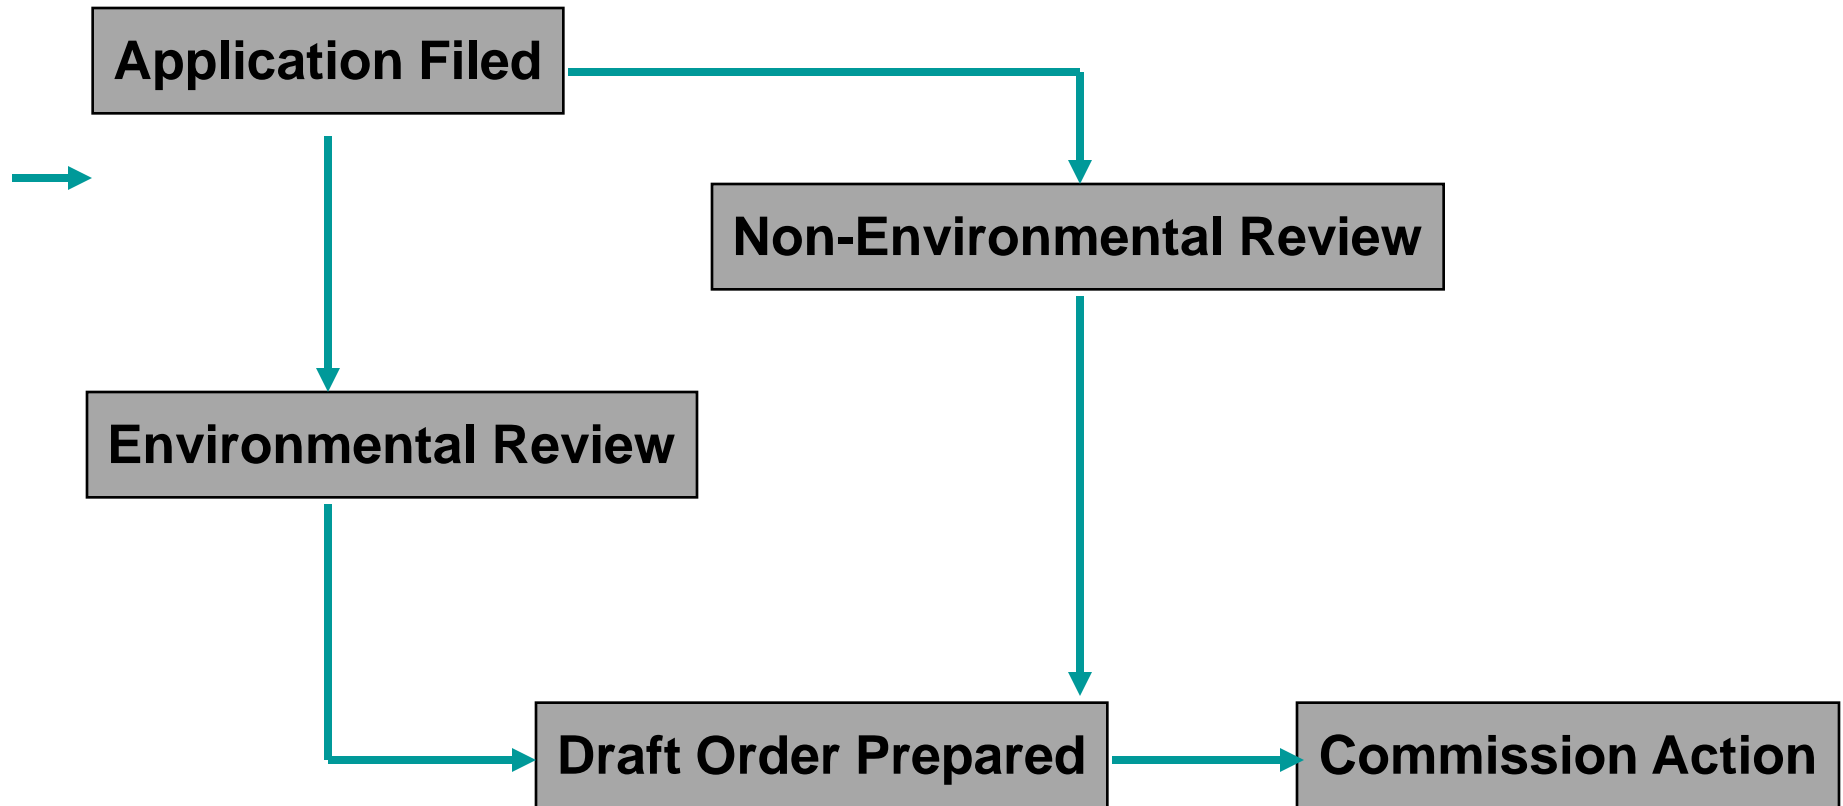 Application Filed
Non-Environmental Review
Environmental Review
Draft Order Prepared
Commission Action